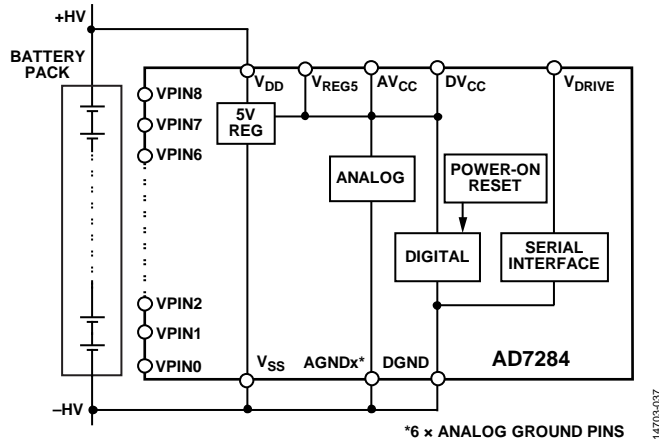 +HV
BATTERY
PACK
VDD
VREG5
AVCC
DVCC
VDRIVE
VPIN8
VPIN7
VPIN6
5V
REG
ANALOG
POWER-ON
RESET
DIGITAL
SERIAL
INTERFACE
VPIN2
VPIN1
VPIN0
VSS
AGNDx*
DGND
AD7284
–HV
*6 × ANALOG GROUND PINS
14703-037